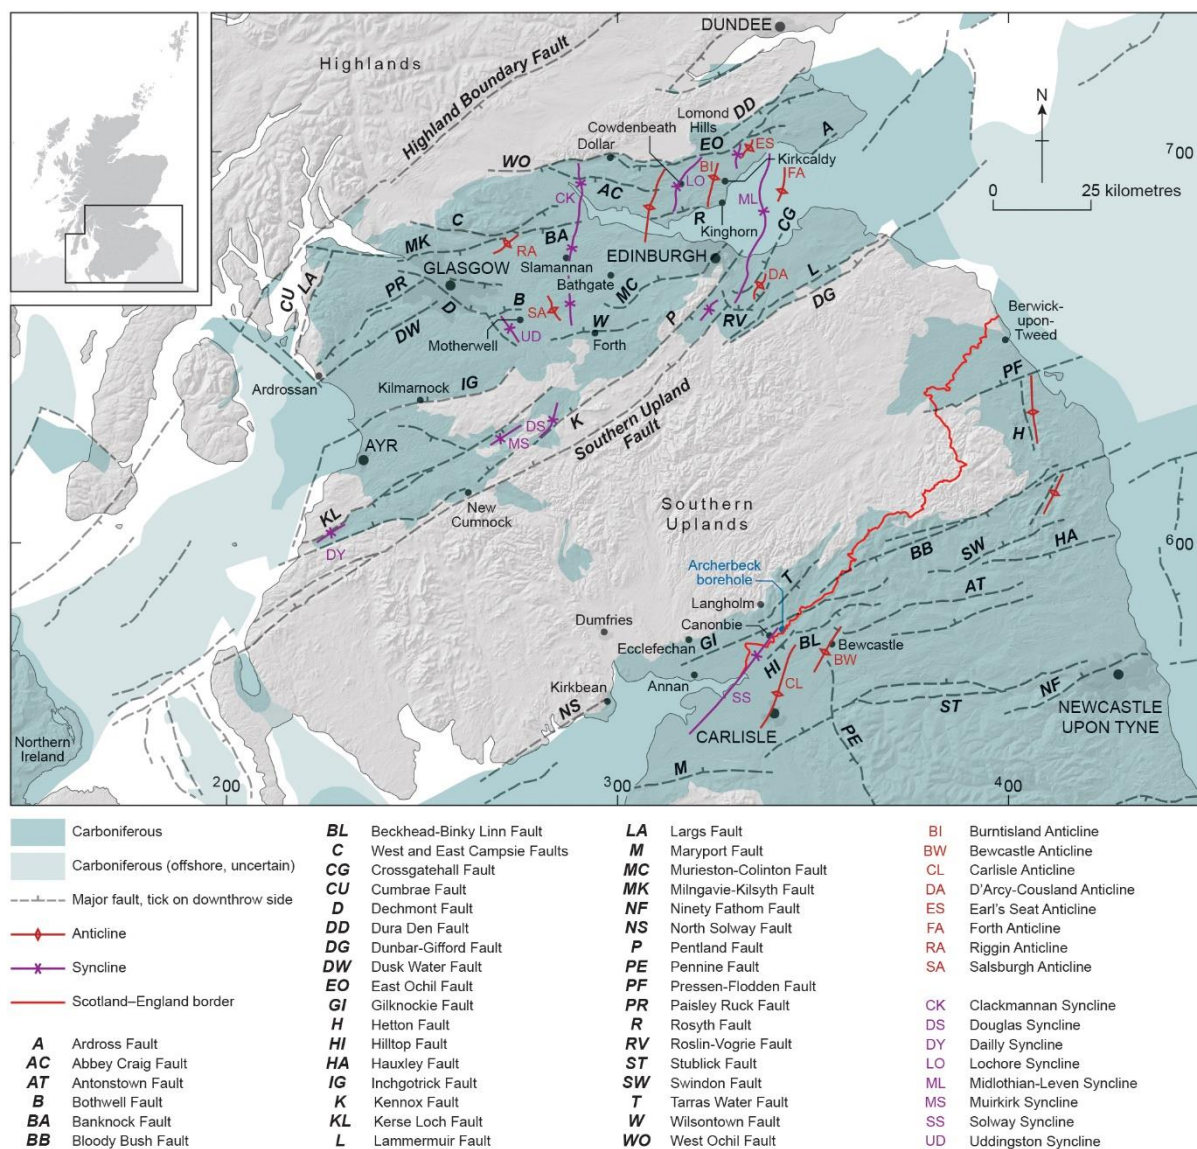 DUNDEE
Highlands
Highland Boundary Fault
Lomond
Hills
DD
A
N
Cowdenbeath
EO
ES
Dollar
WO
BI
Kirkcaldy
FA
7 00
AC
LO
CK
ML
0 25 kilometres
C
R
Kinghorn
CG
MK
BA
RA
EDINBURGH
CU
LA
GLASGOW
Slamannan
PR
Bathgate
MC
DA
L
D
B
SA
DG
DW
W
P
RV
Berwick-
upon-
Tweed
Motherwell
UD
Forth
Ardrossan
Kilmarnock
IG
PF
DS
K
MS
Southern Upland
Fault
H
AYR
New
Cumnock
Southern
Uplands
KL
DY
BB
SW
HA
6 00
Archerbeck
borehole
T
AT
Langholm
Dumfries
Canonbie
GI
BL
Bewcastle
Ecclefechan
HI
BW
Annan
CL
Kirkbean
NS
SS
NF
NEWCASTLE
UPON TYNE
ST
CARLISLE
PE
Northern
Ireland
M
2 00
3 00
4 00
Carboniferous
Carboniferous (offshore, uncertain)
Major fault, tick on downthrow side
Anticline
Syncline
Scotland–England border
A Ardross Fault
AC Abbey Craig Fault
AT Antonstown Fault
B Bothwell Fault
BA Banknock Fault
BB Bloody Bush Fault
BL Beckhead-Binky Linn Fault
C West and East Campsie Faults
CG Crossgatehall Fault
CU Cumbrae Fault
D Dechmont Fault
DD Dura Den Fault
DG Dunbar-Gifford Fault
DW Dusk Water Fault
EO East Ochil Fault
GI Gilknockie Fault
H Hetton Fault
HI Hilltop Fault
HA Hauxley Fault
IG Inchgotrick Fault
K Kennox Fault
KL Kerse Loch Fault
L Lammermuir Fault
LA Largs Fault
M Maryport Fault
MC Murieston-Colinton Fault
MK Milngavie-Kilsyth Fault
NF Ninety Fathom Fault
NS North Solway Fault
P Pentland Fault
PE Pennine Fault
PF Pressen-Flodden Fault
PR Paisley Ruck Fault
R Rosyth Fault
RV Roslin-Vogrie Fault
ST Stublick Fault
SW Swindon Fault
T Tarras Water Fault
W Wilsontown Fault
WO West Ochil Fault
BI Burntisland Anticline
BW Bewcastle Anticline
CL Carlisle Anticline
DA D'Arcy-Cousland Anticline
ES Earl's Seat Anticline
FA Forth Anticline
RA Riggin Anticline
SA Salsburgh Anticline
CK Clackmannan Syncline
DS Douglas Syncline
DY Dailly Syncline
LO Lochore Syncline
ML Midlothian-Leven Syncline
MS Muirkirk Syncline
SS Solway Syncline
UD Uddingston Syncline